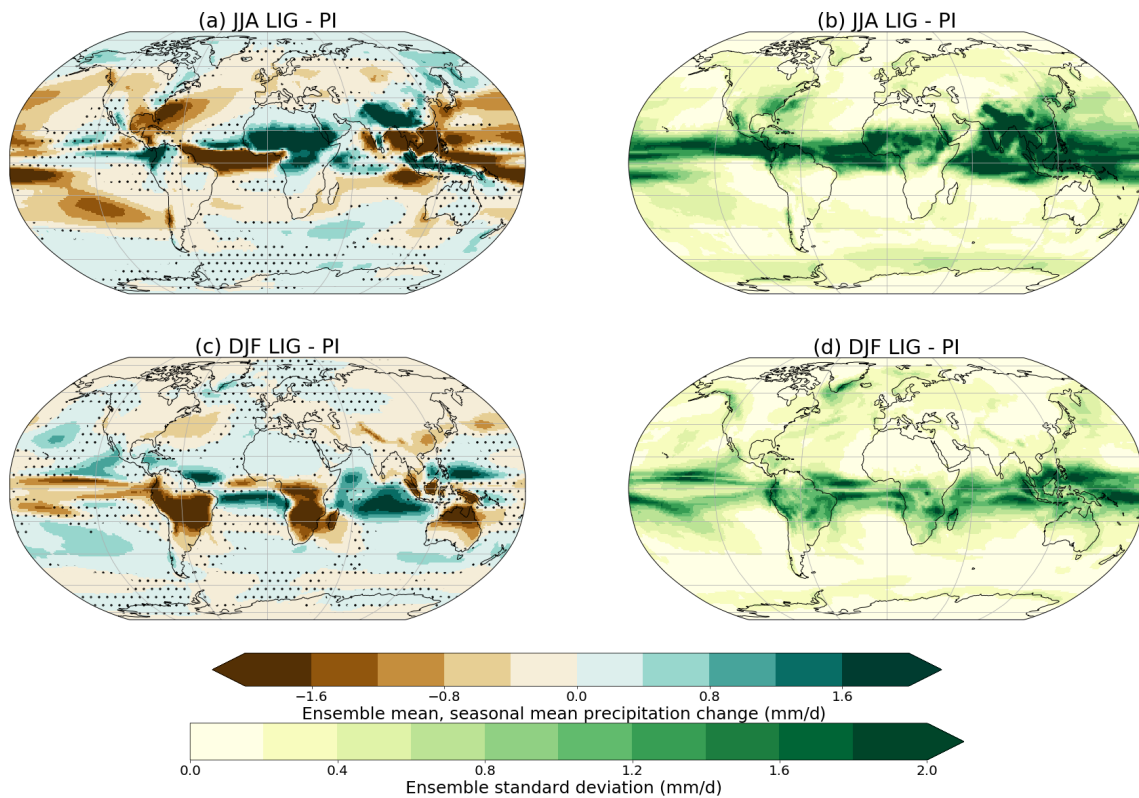 (a) JJA LIG - PI
(b) JJA LIG - PI
(c) DJF LIG - PI
(d) DJF LIG - PI
−1.6 −0.8 0.0 0.8 1.6
Ensemble mean, seasonal mean precipitation change (mm/d)
0.0 0.4 0.8 1.2 1.6 2.0
Ensemble standard deviation (mm/d)